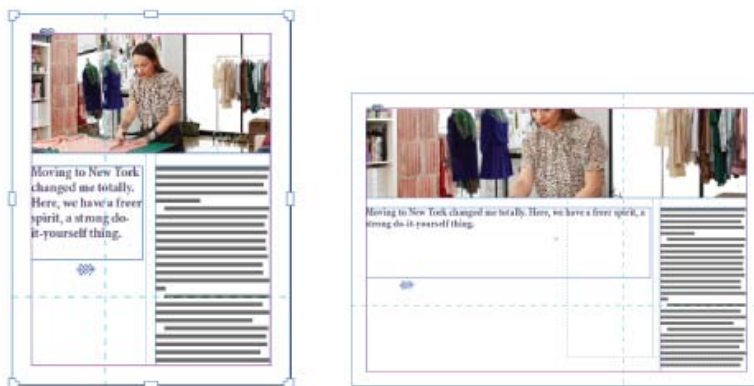 Moving to New York
changed me totally.
Here, we have a freer
spirit, a strong do-
it-yourself thing.
Moving to New York changed me totally. Here, we have a freer spirit, a
strong do-it-yourself thing.